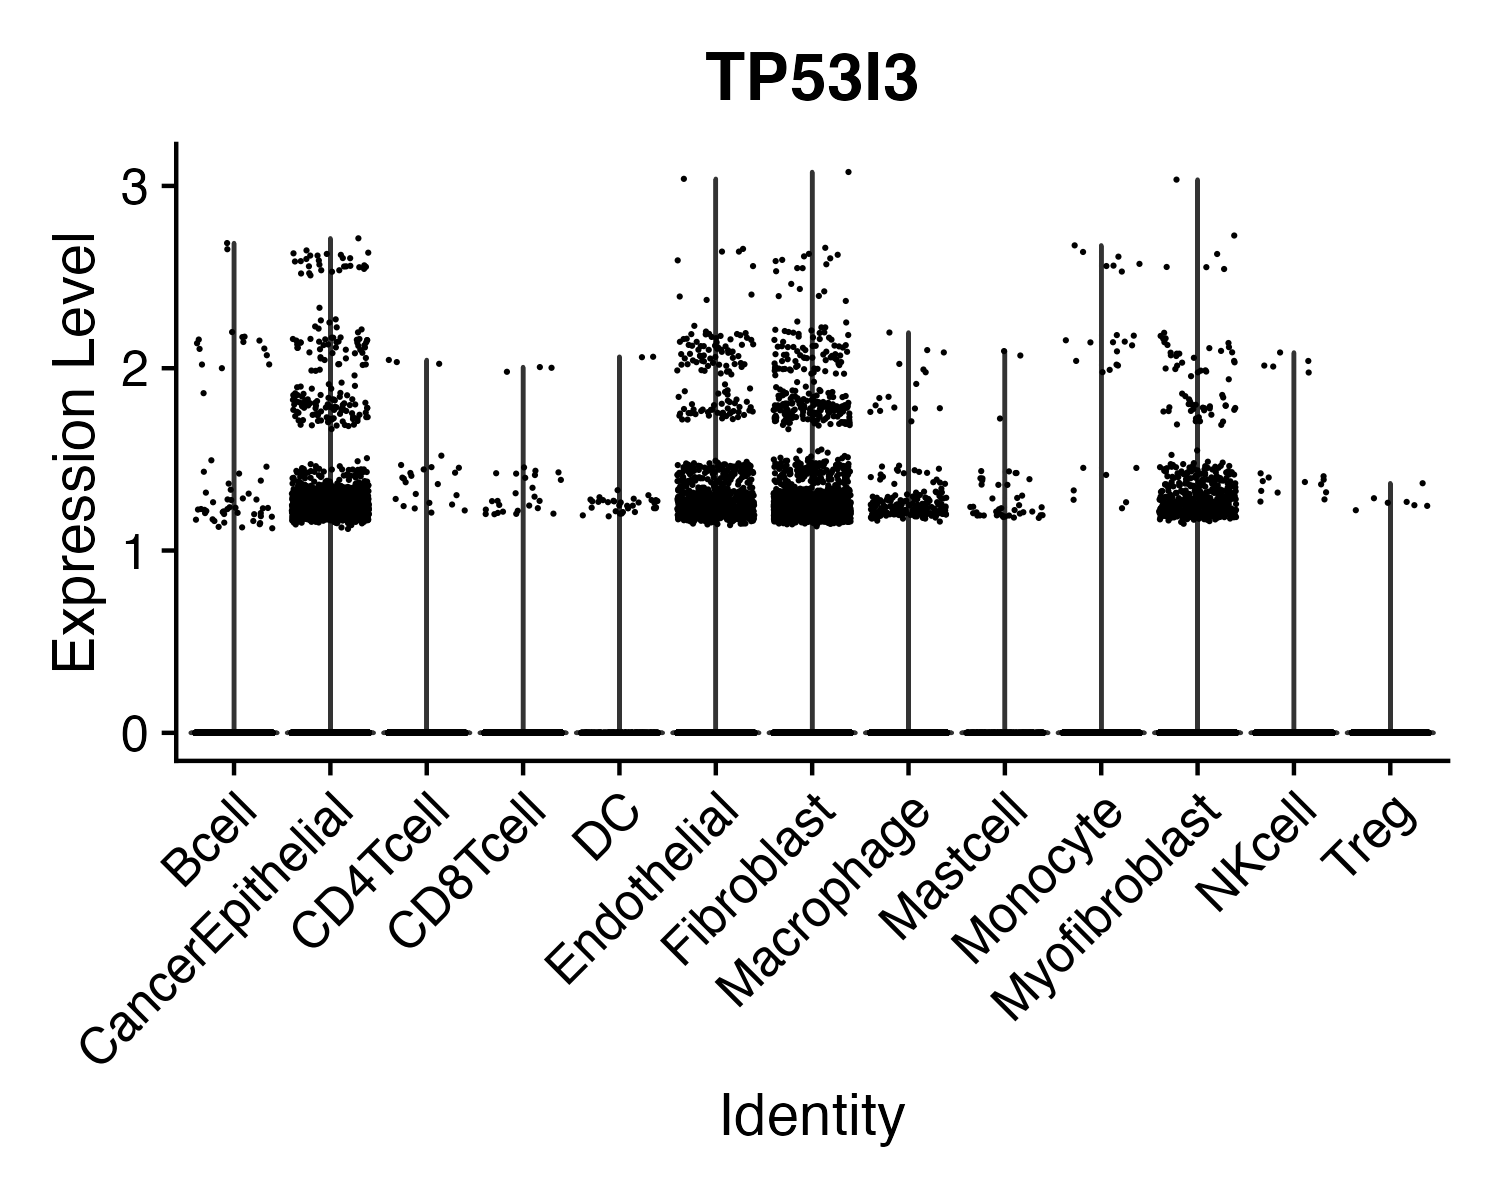 TP53I3
Expression Level
3
2
1
0
Bcell
CancerEpithelial
CD4Tcell
CD8Tcell
DC
Endothelial
Fibroblast
Macrophage
Mastcell
Monocyte
Myofibroblast
NKcell
Treg
Identity